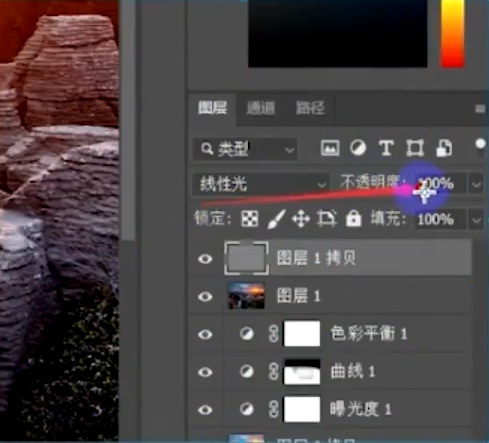 图层 通道 路径
类型
线性光 不透明度: 100%
锁定: 填充: 100%
图层 1 拷贝
图层 1
色彩平衡 1
曲线 1
曝光度 1